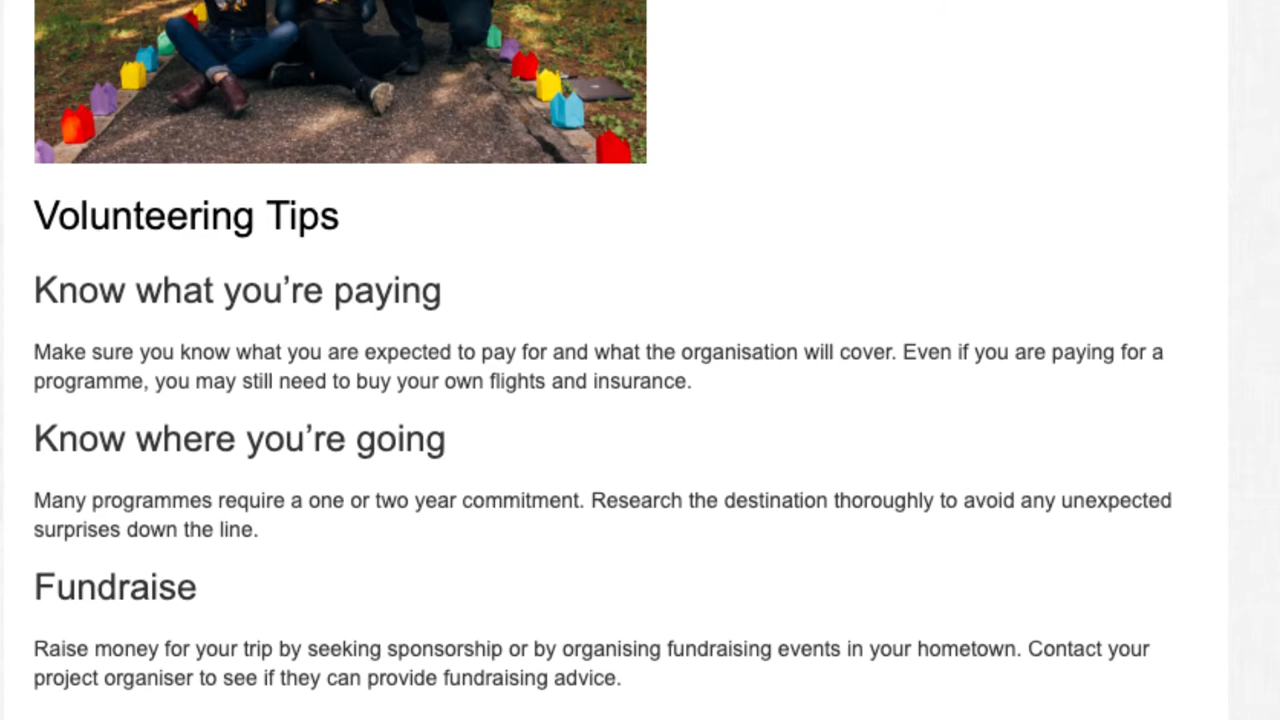 Volunteering Tips
Know what you’re paying
Make sure you know what you are expected to pay for and what the organisation will cover. Even if you are paying for a
programme, you may still need to buy your own flights and insurance.
Know where you’re going
Many programmes require a one or two year commitment. Research the destination thoroughly to avoid any unexpected
surprises down the line.
Fundraise
Raise money for your trip by seeking sponsorship or by organising fundraising events in your hometown. Contact your
project organiser to see if they can provide fundraising advice.